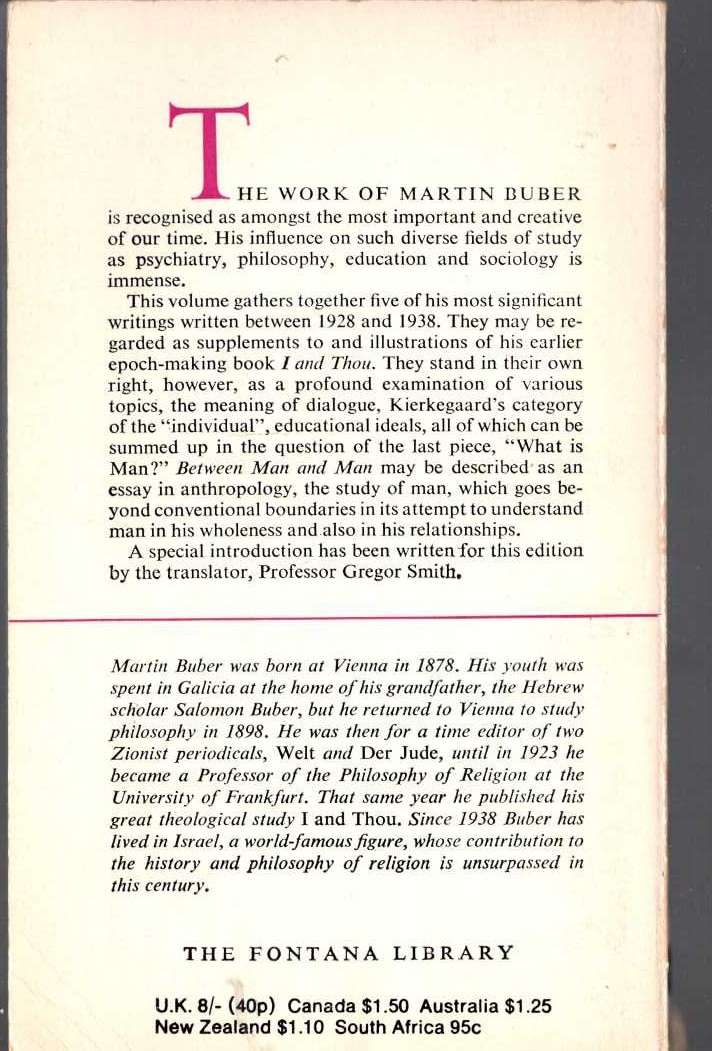 THE WORK OF MARTIN BUBER
is recognised as amongst the most important and creative
of our time. His influence on such diverse fields of study
as psychiatry, philosophy, education and sociology is
immense.
This volume gathers together five of his most significant
writings written between 1928 and 1938. They may be re-
garded as supplements to and illustrations of his earlier
epoch-making book I and Thou. They stand in their own
right, however, as a profound examination of various
topics, the meaning of dialogue, Kierkegaard's category
of the "individual", educational ideals, all of which can be
summed up in the question of the last piece, "What is
Man?" Between Man and Man may be described as an
essay in anthropology, the study of man, which goes be-
yond conventional boundaries in its attempt to understand
man in his wholeness and also in his relationships.
A special introduction has been written for this edition
by the translator, Professor Gregor Smith.
Martin Buber was born at Vienna in 1878. His youth was
spent in Galicia at the home of his grandfather, the Hebrew
scholar Salomon Buber, but he returned to Vienna to study
philosophy in 1898. He was then for a time editor of two
Zionist periodicals, Welt and Der Jude, until in 1923 he
became a Professor of the Philosophy of Religion at the
University of Frankfurt. That same year he published his
great theological study I and Thou. Since 1938 Buber has
lived in Israel, a world-famous figure, whose contribution to
the history and philosophy of religion is unsurpassed in
this century.
THE FONTANA LIBRARY
U.K. 8/- (40p) Canada $1.50 Australia $1.25
New Zealand $1.10 South Africa 95c